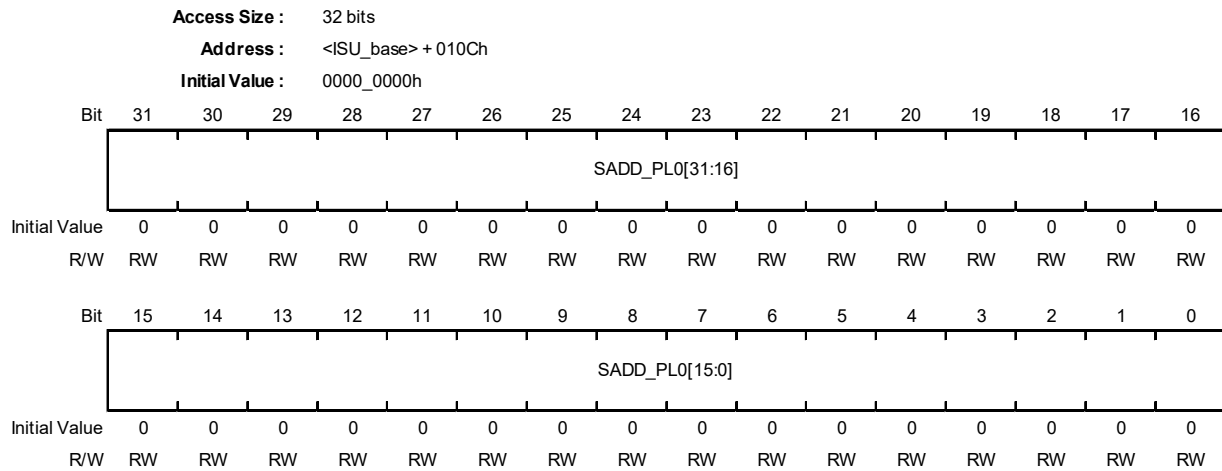 Access Size : 32 bits
Address : <ISU_base> + 010Ch
Initial Value : 0000_0000h
Bit 31 30 29 28 27 26 25 24 23 22 21 20 19 18 17 16
SADD_PL0[31:16]
Initial Value 0 0 0 0 0 0 0 0 0 0 0 0 0 0 0 0
R/W RW RW RW RW RW RW RW RW RW RW RW RW RW RW RW RW
Bit 15 14 13 12 11 10 9 8 7 6 5 4 3 2 1 0
SADD_PL0[15:0]
Initial Value 0 0 0 0 0 0 0 0 0 0 0 0 0 0 0 0
R/W RW RW RW RW RW RW RW RW RW RW RW RW RW RW RW RW